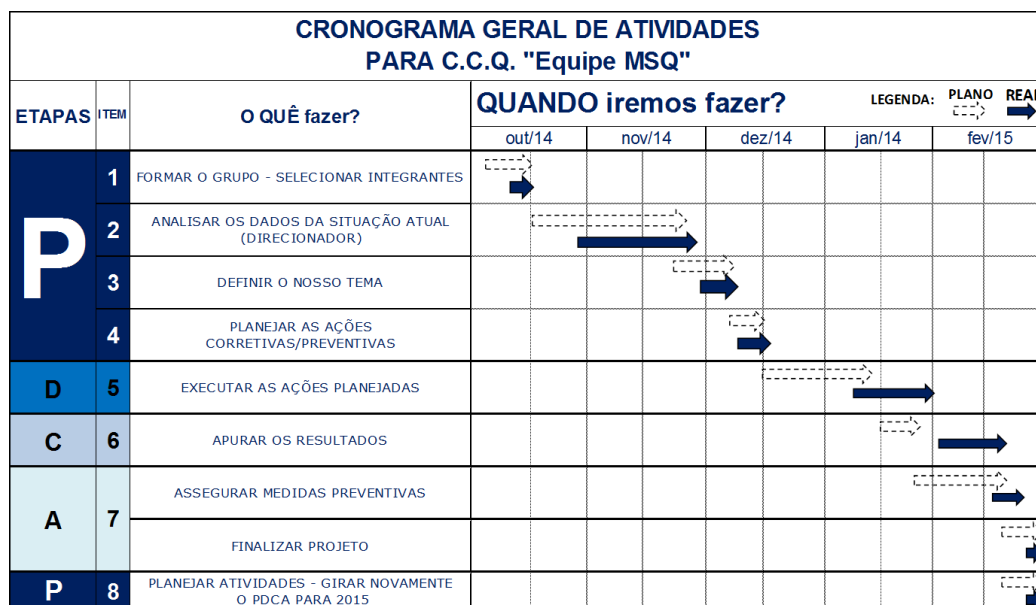 CRONOGRAMA GERAL DE ATIVIDADES
PARA C.C.Q. "Equipe MSQ"
ETAPAS
ITEM
O QUÊ fazer?
QUANDO iremos fazer?
LEGENDA:
PLANO
REAL
out/14
nov/14
dez/14
jan/14
fev/15
P
1
FORMAR O GRUPO - SELECIONAR INTEGRANTES
2
ANALISAR OS DADOS DA SITUAÇÃO ATUAL
(DIRECIONADOR)
3
DEFINIR O NOSSO TEMA
4
PLANEJAR AS AÇÕES
CORRETIVAS/PREVENTIVAS
D
5
EXECUTAR AS AÇÕES PLANEJADAS
C
6
APURAR OS RESULTADOS
A
7
ASSEGURAR MEDIDAS PREVENTIVAS
FINALIZAR PROJETO
P
8
PLANEJAR ATIVIDADES - GIRAR NOVAMENTE
O PDCA PARA 2015